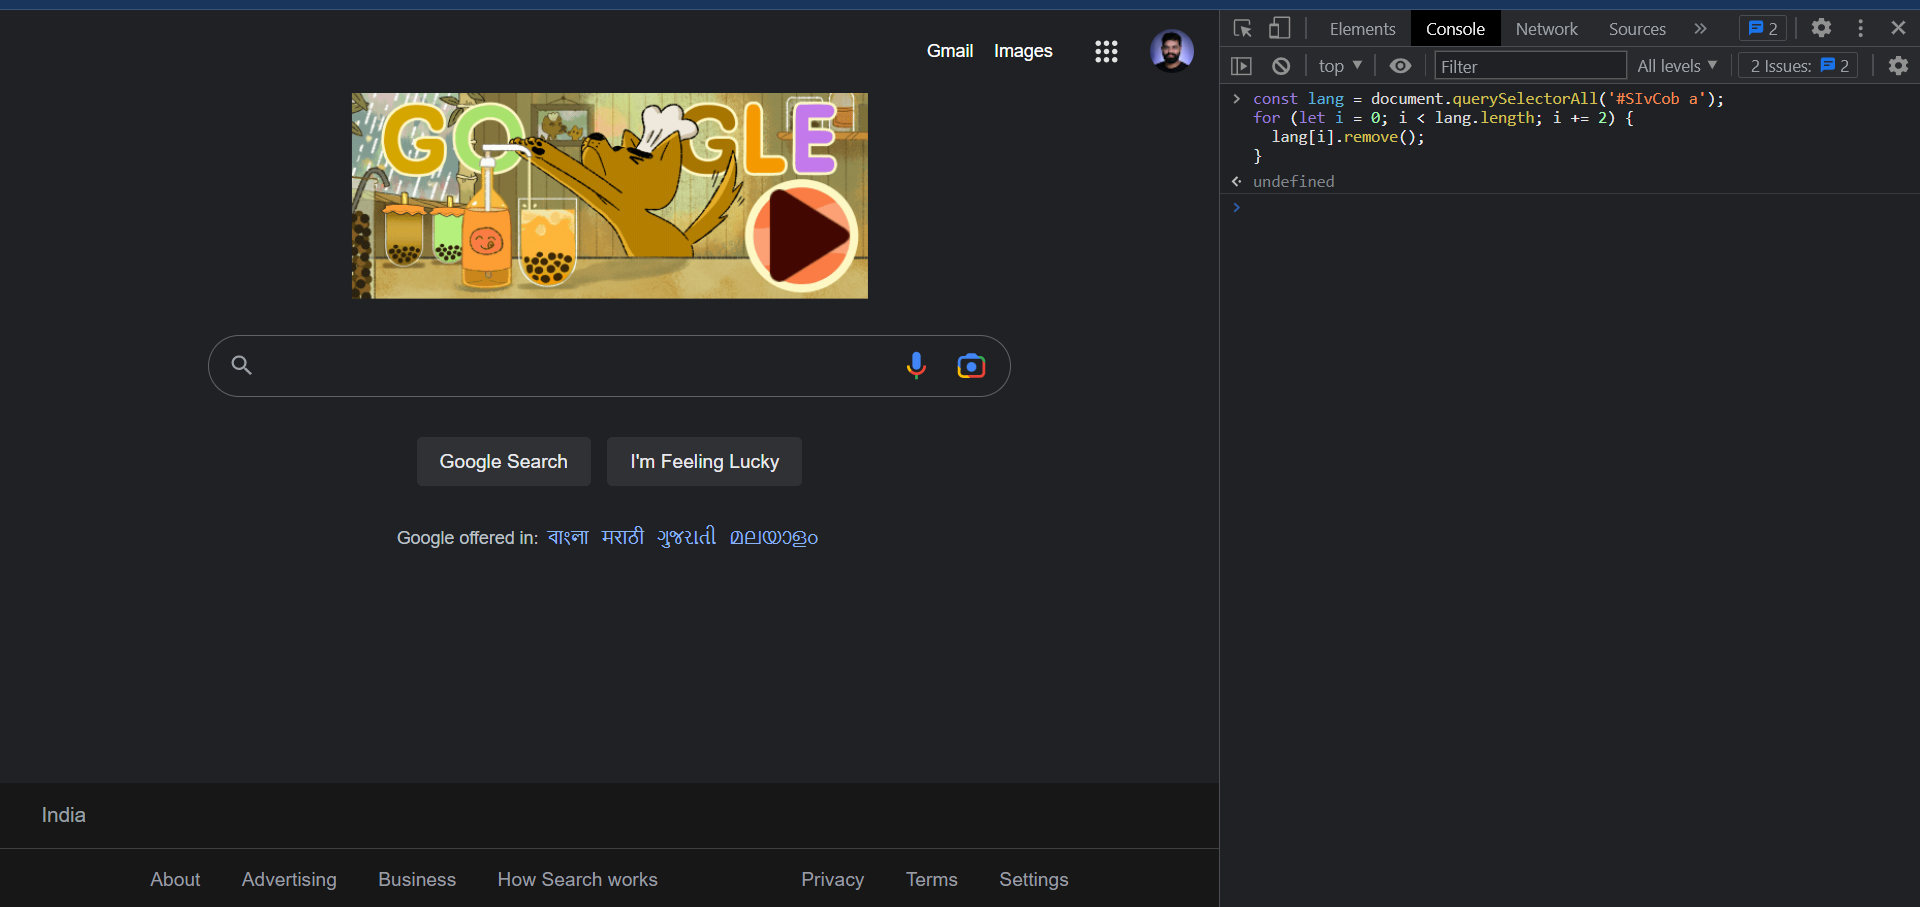 Gmail Images
GOOGLE
Google Search I'm Feeling Lucky
Google offered in: বাংলা मराठी ગુજરાતી മലയാളം
India
About Advertising Business How Search works Privacy Terms Settings
Elements Console Network Sources » 2
top Filter All levels 2 Issues: 2
const lang = document.querySelectorAll('#SIvCob a');
for (let i = 0; i < lang.length; i += 2) {
lang[i].remove();
}
undefined